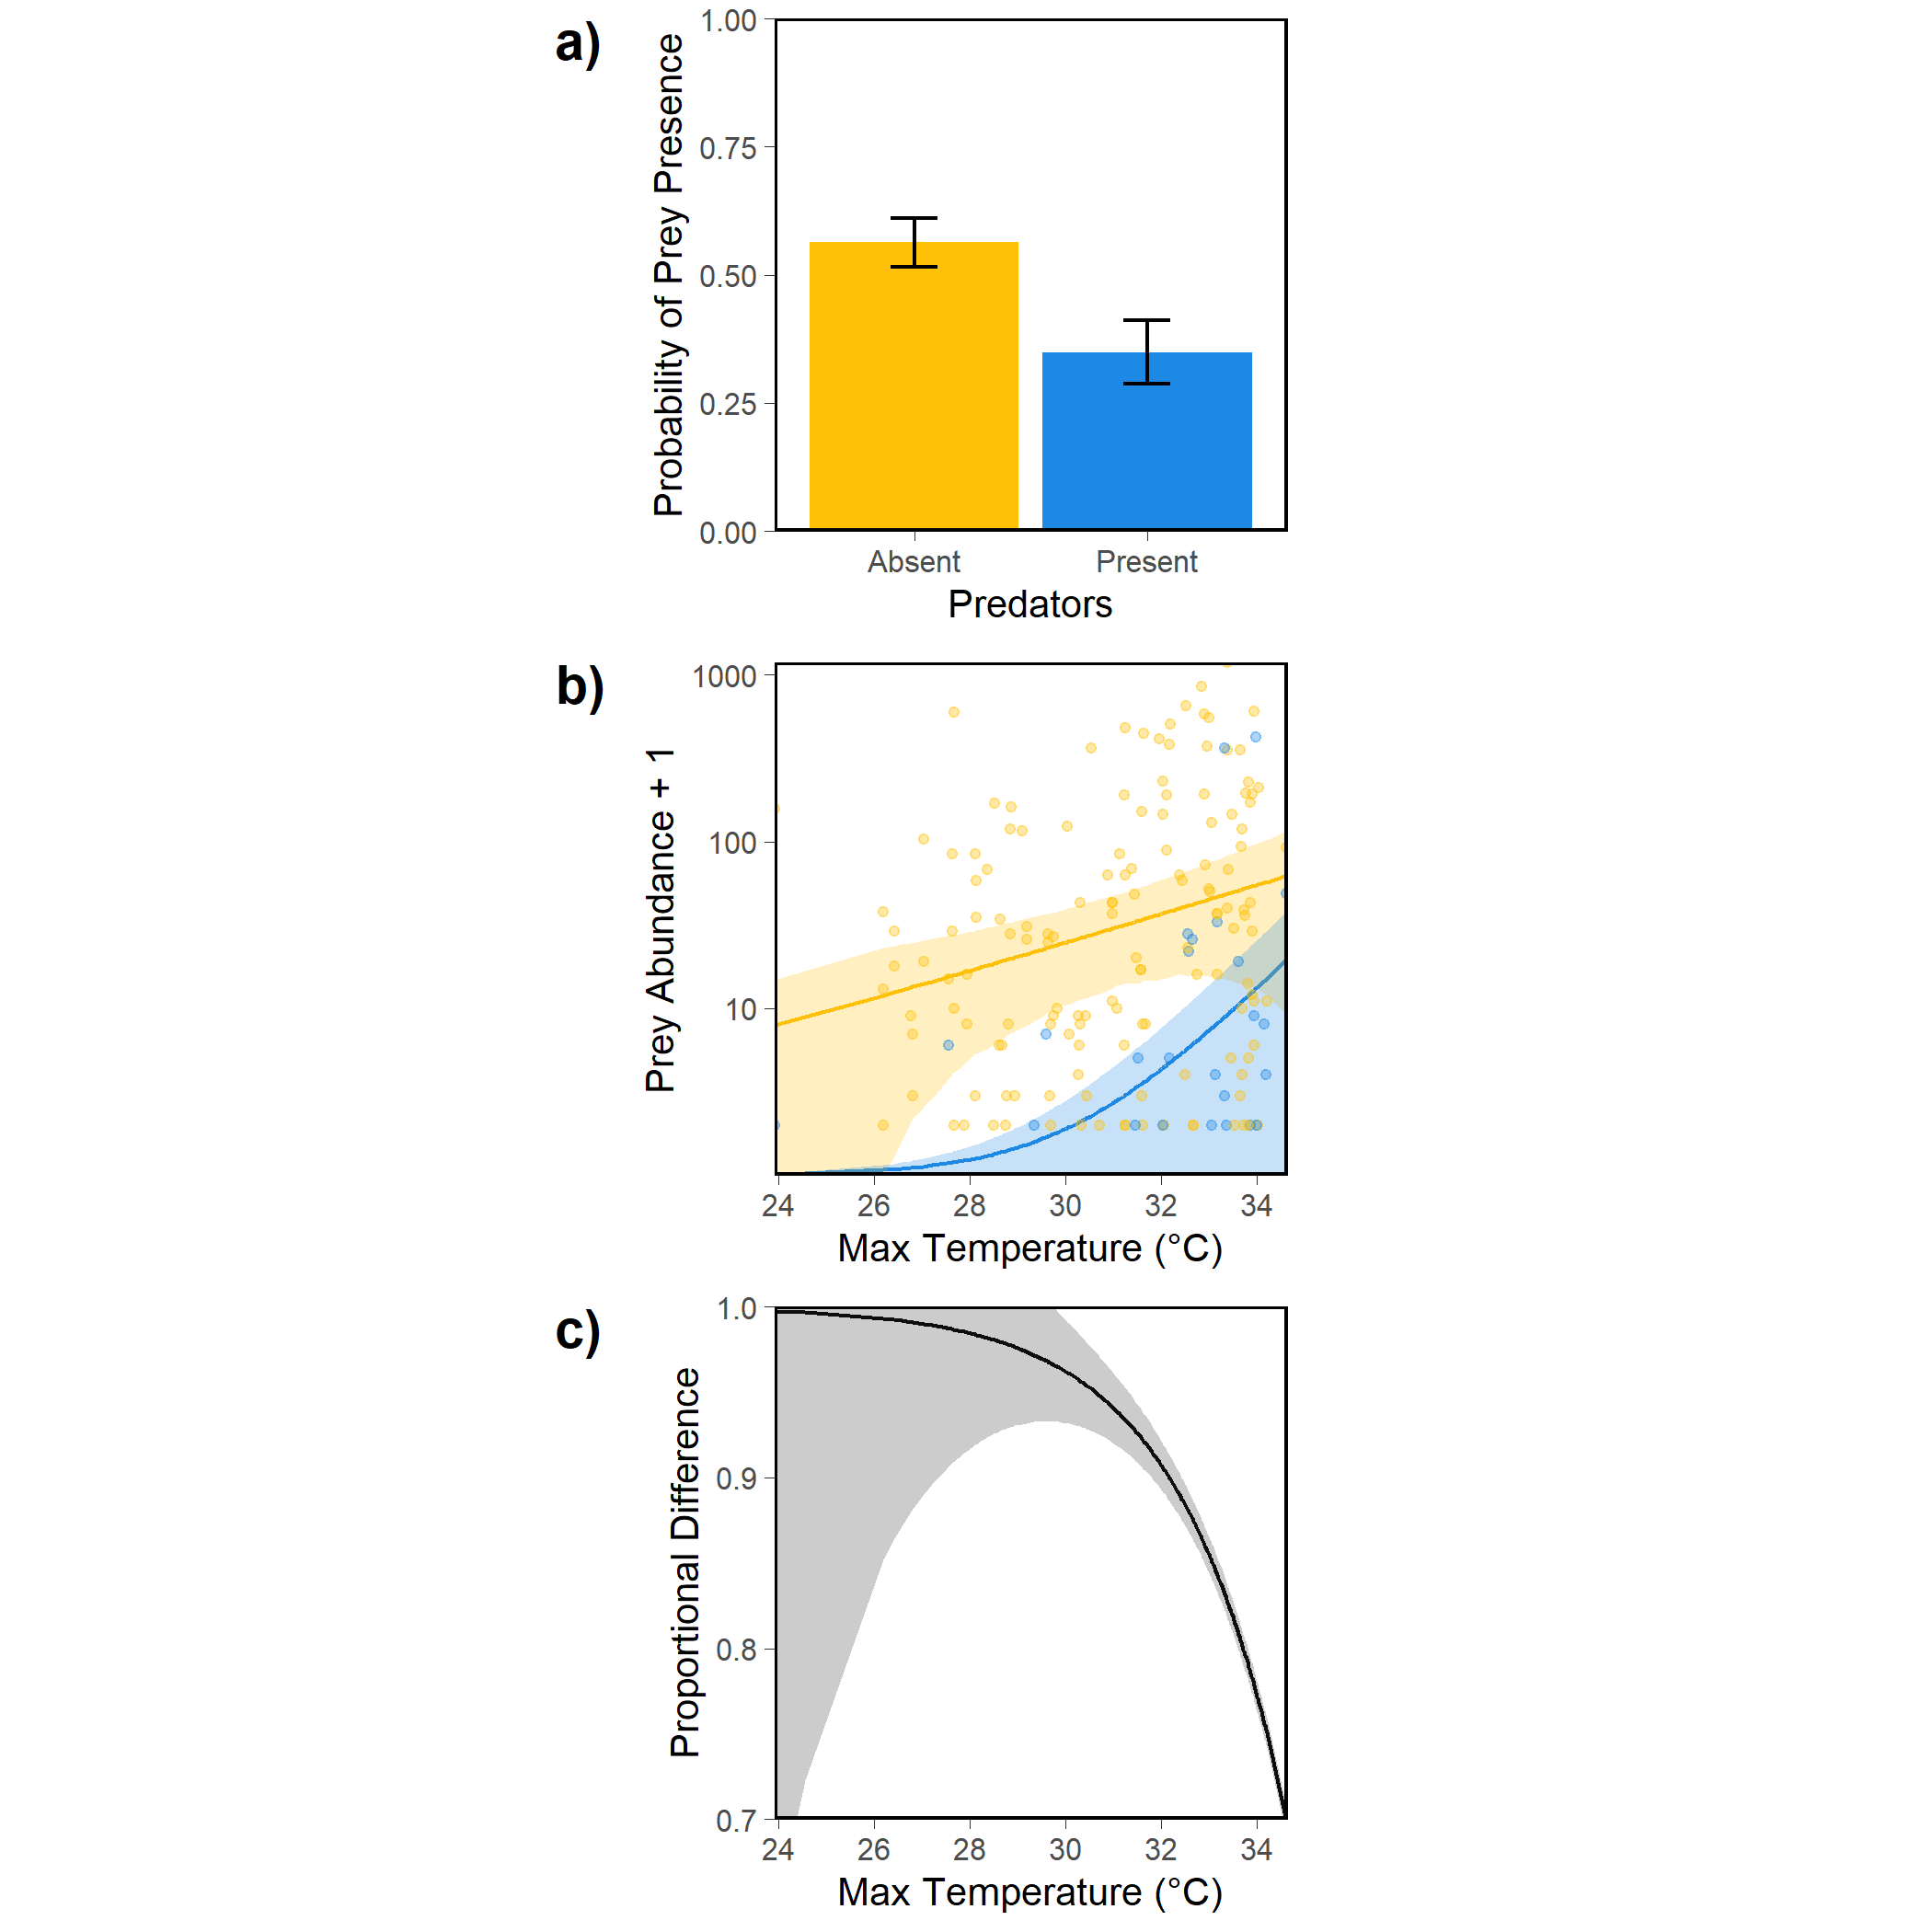 a)
Probability of Prey Presence
1.00
0.75
0.50
0.25
0.00
Absent Present
Predators
b)
Prey Abundance + 1
1000
100
10
24 26 28 30 32 34
Max Temperature (°C)
c)
Proportional Difference
1.0
0.9
0.8
0.7
24 26 28 30 32 34
Max Temperature (°C)